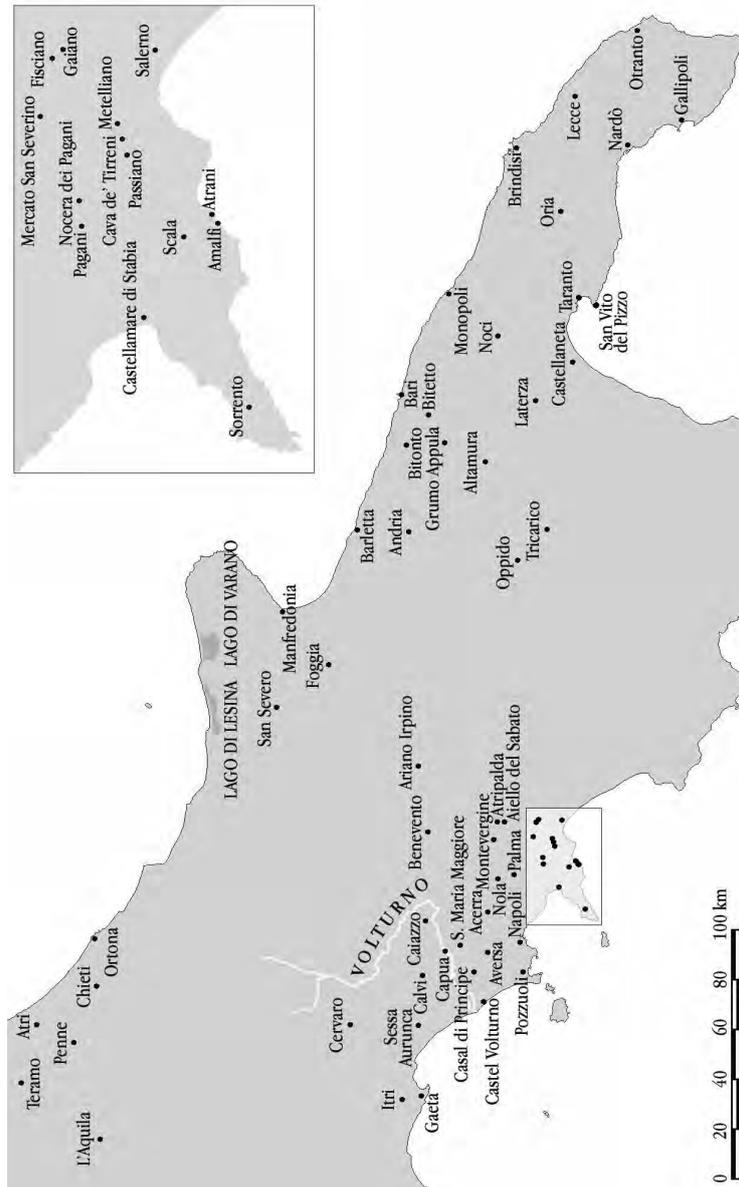 Teramo
Atri
Penne
Chieti
Ortona
L'Aquila
LAGO DI LESINA
LAGO DI VARANO
San Severo
Manfredonia
Foggia
Cervaro
VOLTURNO
Itri
Gaeta
Sessa
Aurunca
Calvi
Caiazzo
Capua
S. Maria Maggiore
Casal di Principe
Castel Volturno
Aversa
Acerra
Pozzuoli
Napoli
Nola
Palma
Montevergine
Atripalda
Aiello del Sabato
Benevento
Ariano Irpino
Barletta
Andria
Bari
Bitonto
Bitetto
Grumo Appula
Altamura
Monopoli
Noci
Laterza
Castellaneta
Oppido
Tricarico
Taranto
San Vito
del Pizzo
Brindisi
Oria
Lecce
Nardò
Otranto
Gallipoli
0 20 40 60 80 100 km
Mercato San Severino
Fisciano
Gaiano
Nocera dei Pagani
Pagani
Cava de' Tirreni
Metelliano
Passiano
Salerno
Castellamare di Stabia
Scala
Amalfi
Atrani
Sorrento